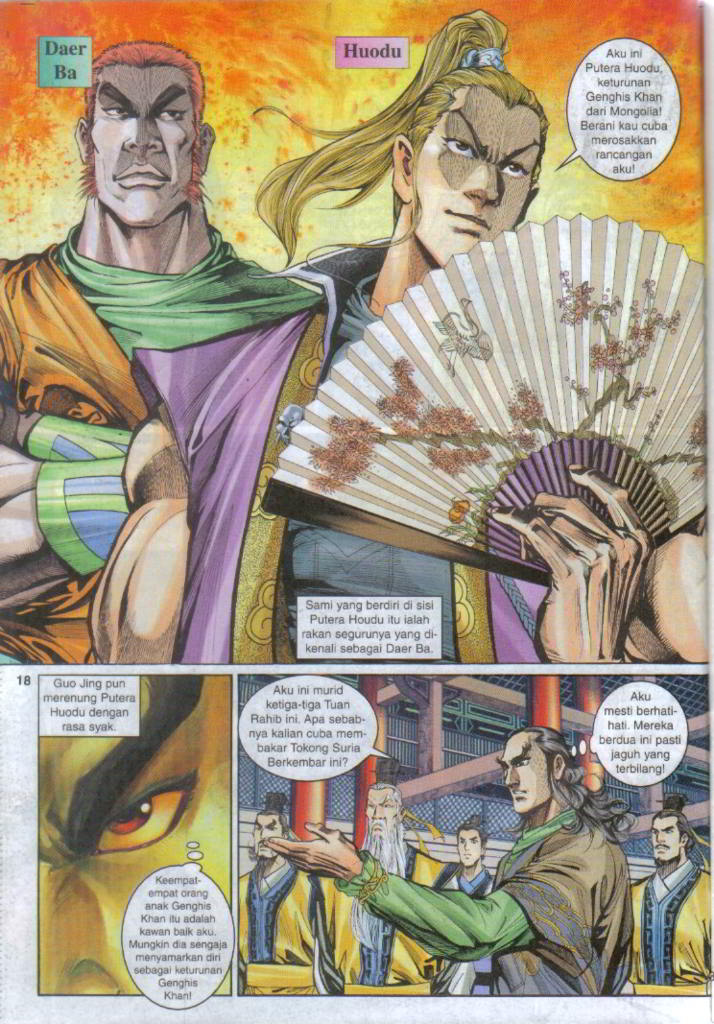 Daer
Ba
Huodu
Aku ini
Putera Huodu,
keturunan
Genghis Khan
dari Mongolia!
Berani kau cuba
merosakkan
rancangan
aku!
Sami yang berdiri di sisi
Putera Houdu itu ialah
rakan segurunya yang di-
kenali sebagai Daer Ba.
18
Guo Jing pun
merenung Putera
Huodu dengan
rasa syak.
Keempat-
empat orang
anak Genghis
Khan itu adalah
kawan baik aku.
Mungkin dia sengaja
menyamarkan diri
sebagai keturunan
Genghis
Khan!
Aku ini murid
ketiga-tiga Tuan
Rahib ini. Apa sebab-
nya kalian cuba mem-
bakar Tokong Suria
Berkembar ini?
Aku
mesti berhati-
hati. Mereka
berdua ini pasti
jaguh yang
terbilang!